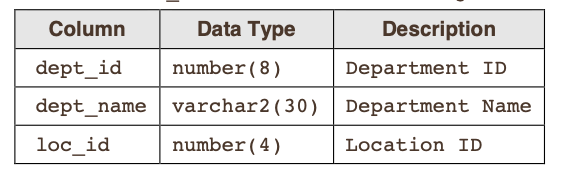 Column Data Type Description
dept_id number(8) Department ID
dept_name varchar2(30) Department Name
loc_id number(4) Location ID